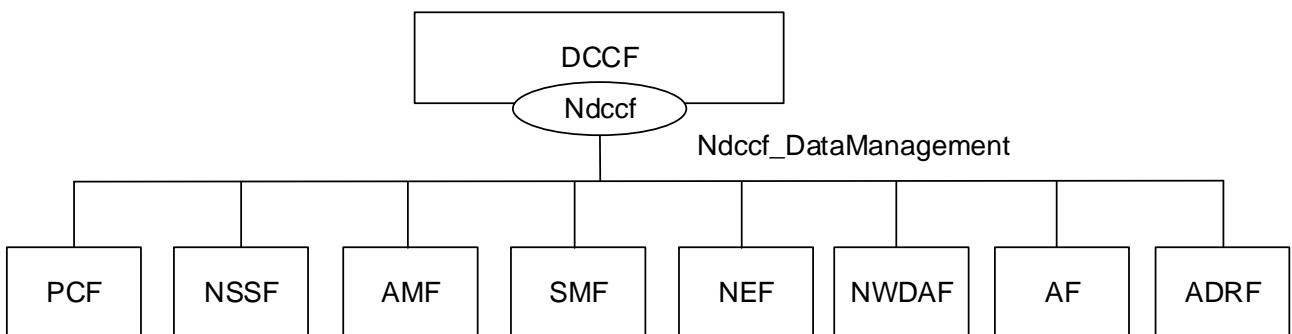 DCCF
Ndccf
Ndccf_DataManagement
PCF NSSF AMF SMF NEF NWDAF AF ADRF